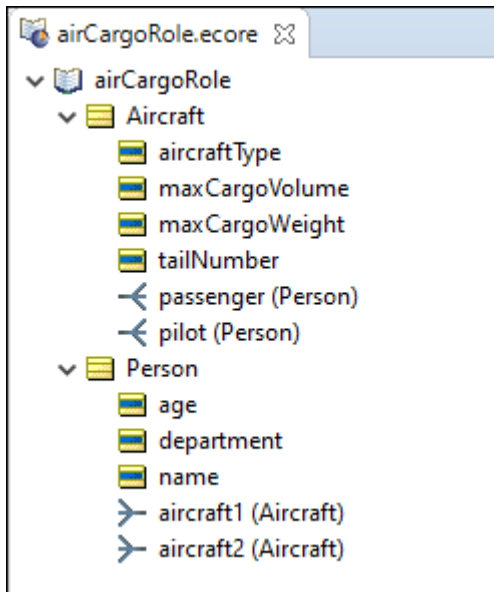 airCargoRole.ecore
airCargoRole
Aircraft
aircraftType
maxCargoVolume
maxCargoWeight
tailNumber
passenger (Person)
pilot (Person)
Person
age
department
name
aircraft1 (Aircraft)
aircraft2 (Aircraft)